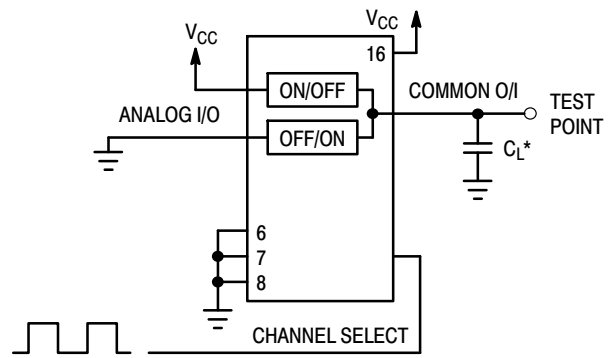 VCC
VCC
16
ON/OFF
COMMON O/I
TEST
POINT
ANALOG I/O
OFF/ON
CL*
6
7
8
CHANNEL SELECT